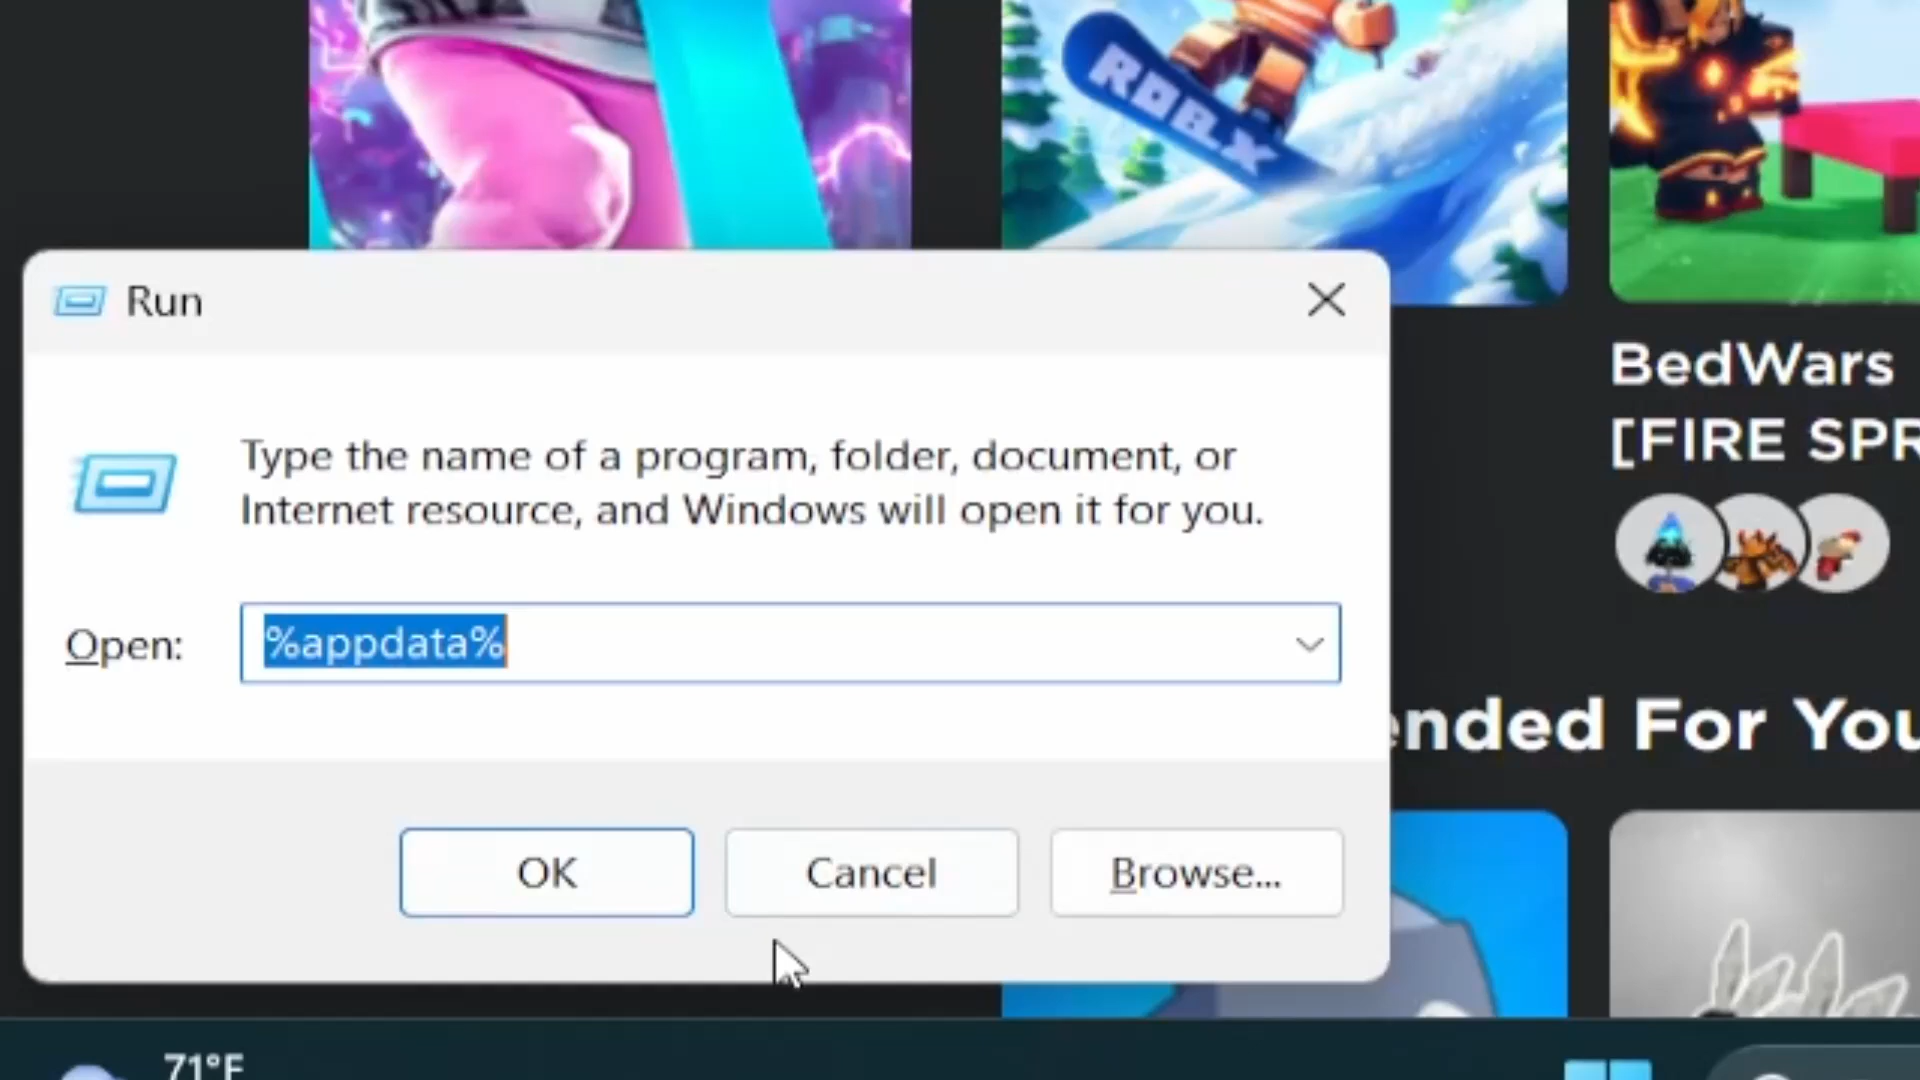 ROBLX
Run
Type the name of a program, folder, document, or
Internet resource, and Windows will open it for you.
Open:
%appdata%
OK
Cancel
Browse...
BedWars
[FIRE SPR
ended For You
71°F